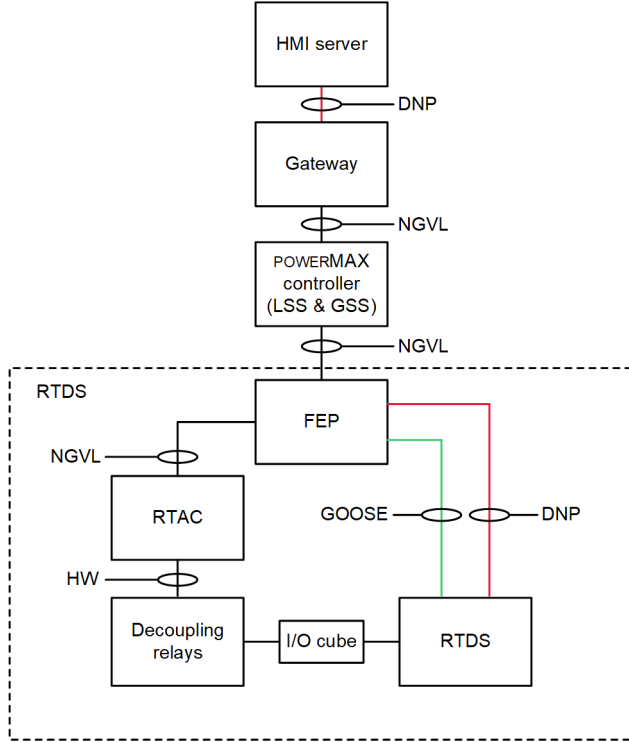 HMI server
DNP
Gateway
NGVL
POWERMAX
controller
(LSS & GSS)
NGVL
RTDS
FEP
NGVL
RTAC
GOOSE
DNP
HW
Decoupling
relays
I/O cube
RTDS